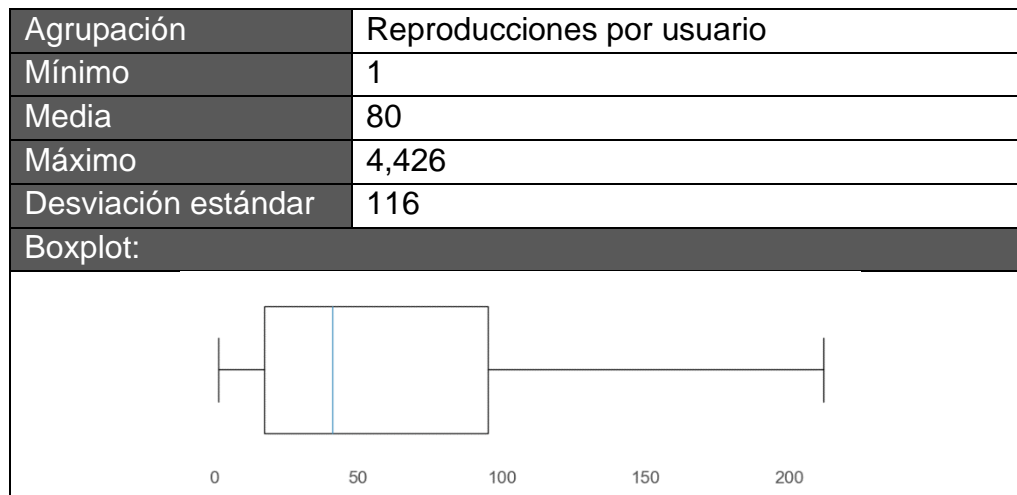 Agrupación Reproducciones por usuario
Mínimo 1
Media 80
Máximo 4,426
Desviación estándar 116
Boxplot:
0 50 100 150 200